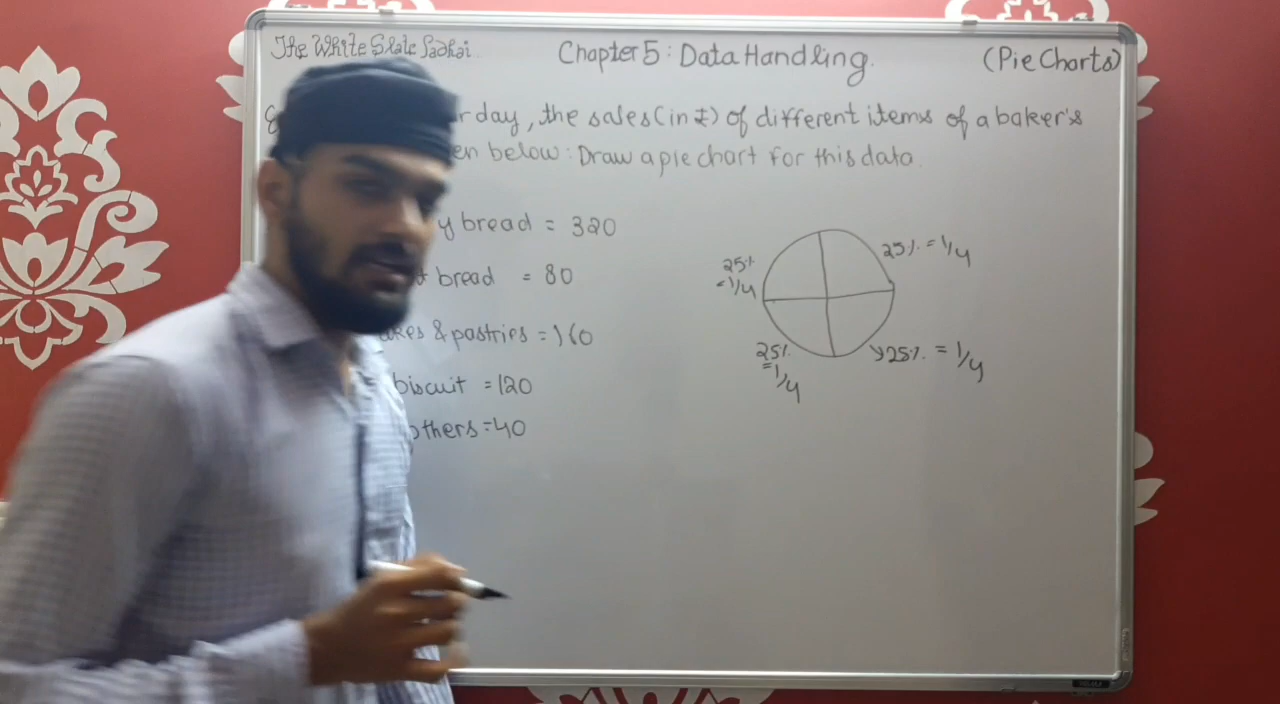 The White Slate Padhai
Chapter 5 : Data Handling.
(Pie Charts)
day, the sales (in ₹) of different items of a baker's
below : Draw a pie chart for this data.
y bread = 320
bread = 80
& pastries = 160
biscuit = 120
others = 40
25% = 1/4
25% = 1/4
25% = 1/4
25% = 1/4